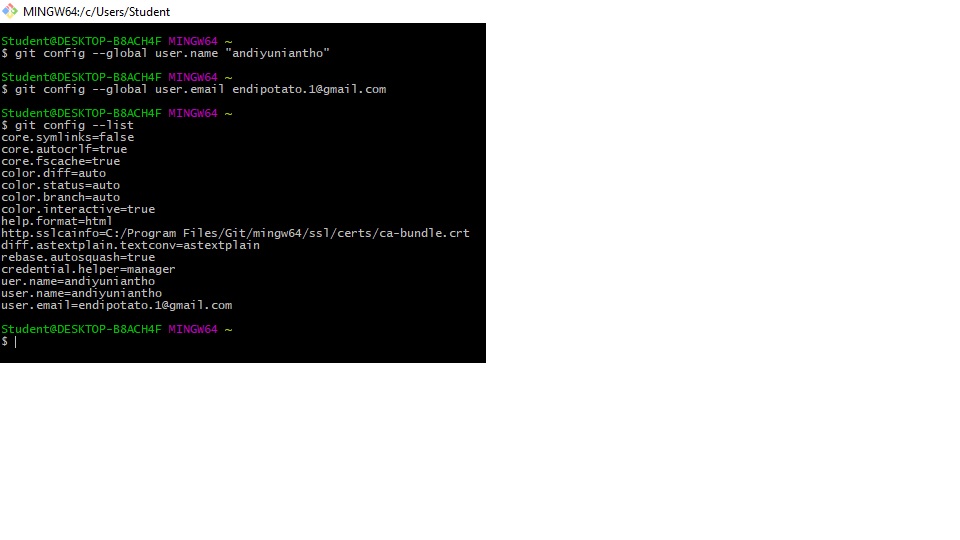 MINGW64:/c/Users/Student
Student@DESKTOP-B8ACH4F MINGW64 ~
$ git config --global user.name "andiyuniantho"
Student@DESKTOP-B8ACH4F MINGW64 ~
$ git config --global user.email endipotato.1@gmail.com
Student@DESKTOP-B8ACH4F MINGW64 ~
$ git config --list
core.symlinks=false
core.autocrlf=true
core.fscache=true
color.diff=auto
color.status=auto
color.branch=auto
color.interactive=true
help.format=html
http.sslcainfo=C:/Program Files/Git/mingw64/ssl/certs/ca-bundle.crt
diff.astextplain.textconv=astextplain
rebase.autosquash=true
credential.helper=manager
uer.name=andiyuniantho
user.name=andiyuniantho
user.email=endipotato.1@gmail.com
Student@DESKTOP-B8ACH4F MINGW64 ~
$